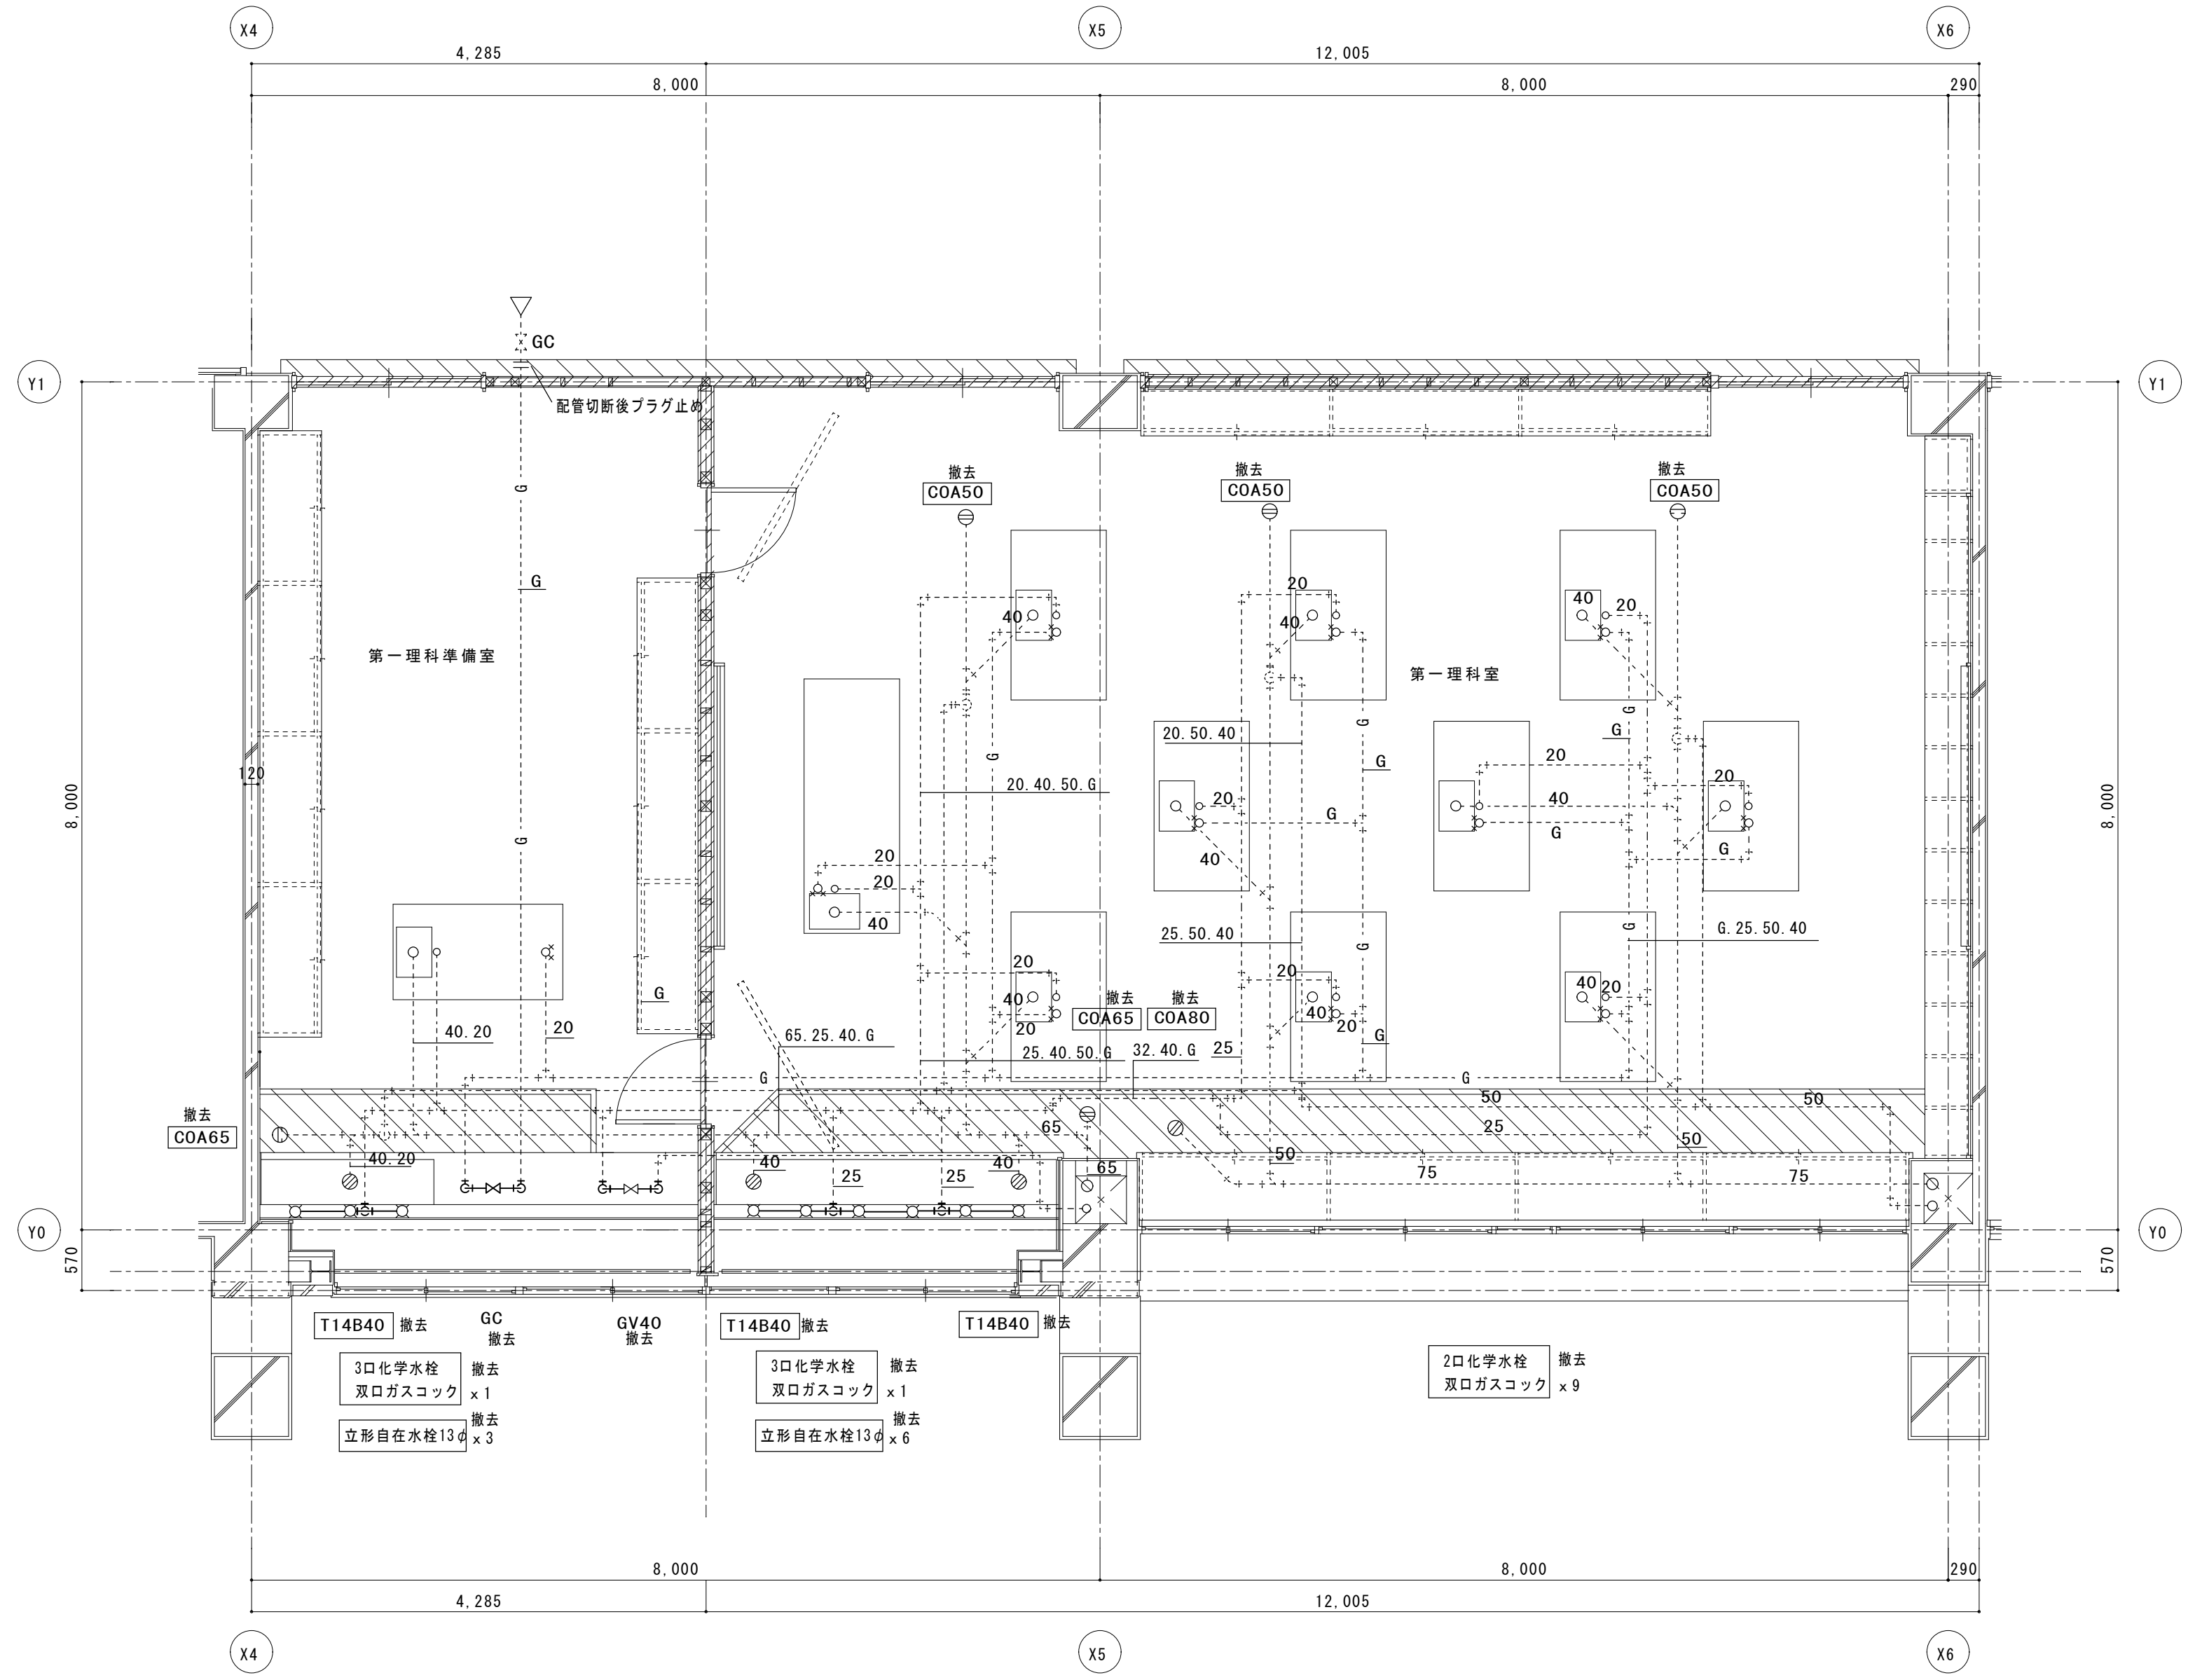 X4
X5
X6
4,285
12,005
8,000
8,000
290
GC
Y1
Y1
配管切断後プラグ止め
撤去
COA50
撤去
COA50
撤去
COA50
G
G
20
40
20
40
40
20
第一理科準備室
第一理科室
G
G
G
20.50.40
G
G
G
20
20
120
8,000
8,000
20.40.50.G
20
40
G
G
G
G
40
20
20
40
G
25.50.40
G
G
G.25.50.40
20
20
40
20
G
40
20
撤去
COA65
撤去
COA80
40
20
40.20
20
65.25.40.G
20
G
25.40.50.G
32.40.G
25
G
G
50
50
撤去
COA65
65
25
50
50
40.20
40
25
25
40
65
75
75
Y0
Y0
570
570
T14B40 撤去
GC
撤去
GV40
撤去
T14B40 撤去
T14B40 撤去
3口化学水栓
双口ガスコック
撤去
x1
3口化学水栓
双口ガスコック
撤去
x1
2口化学水栓
双口ガスコック
撤去
x9
立形自在水栓13φ
撤去
x3
立形自在水栓13φ
撤去
x6
8,000
8,000
290
4,285
12,005
X4
X5
X6